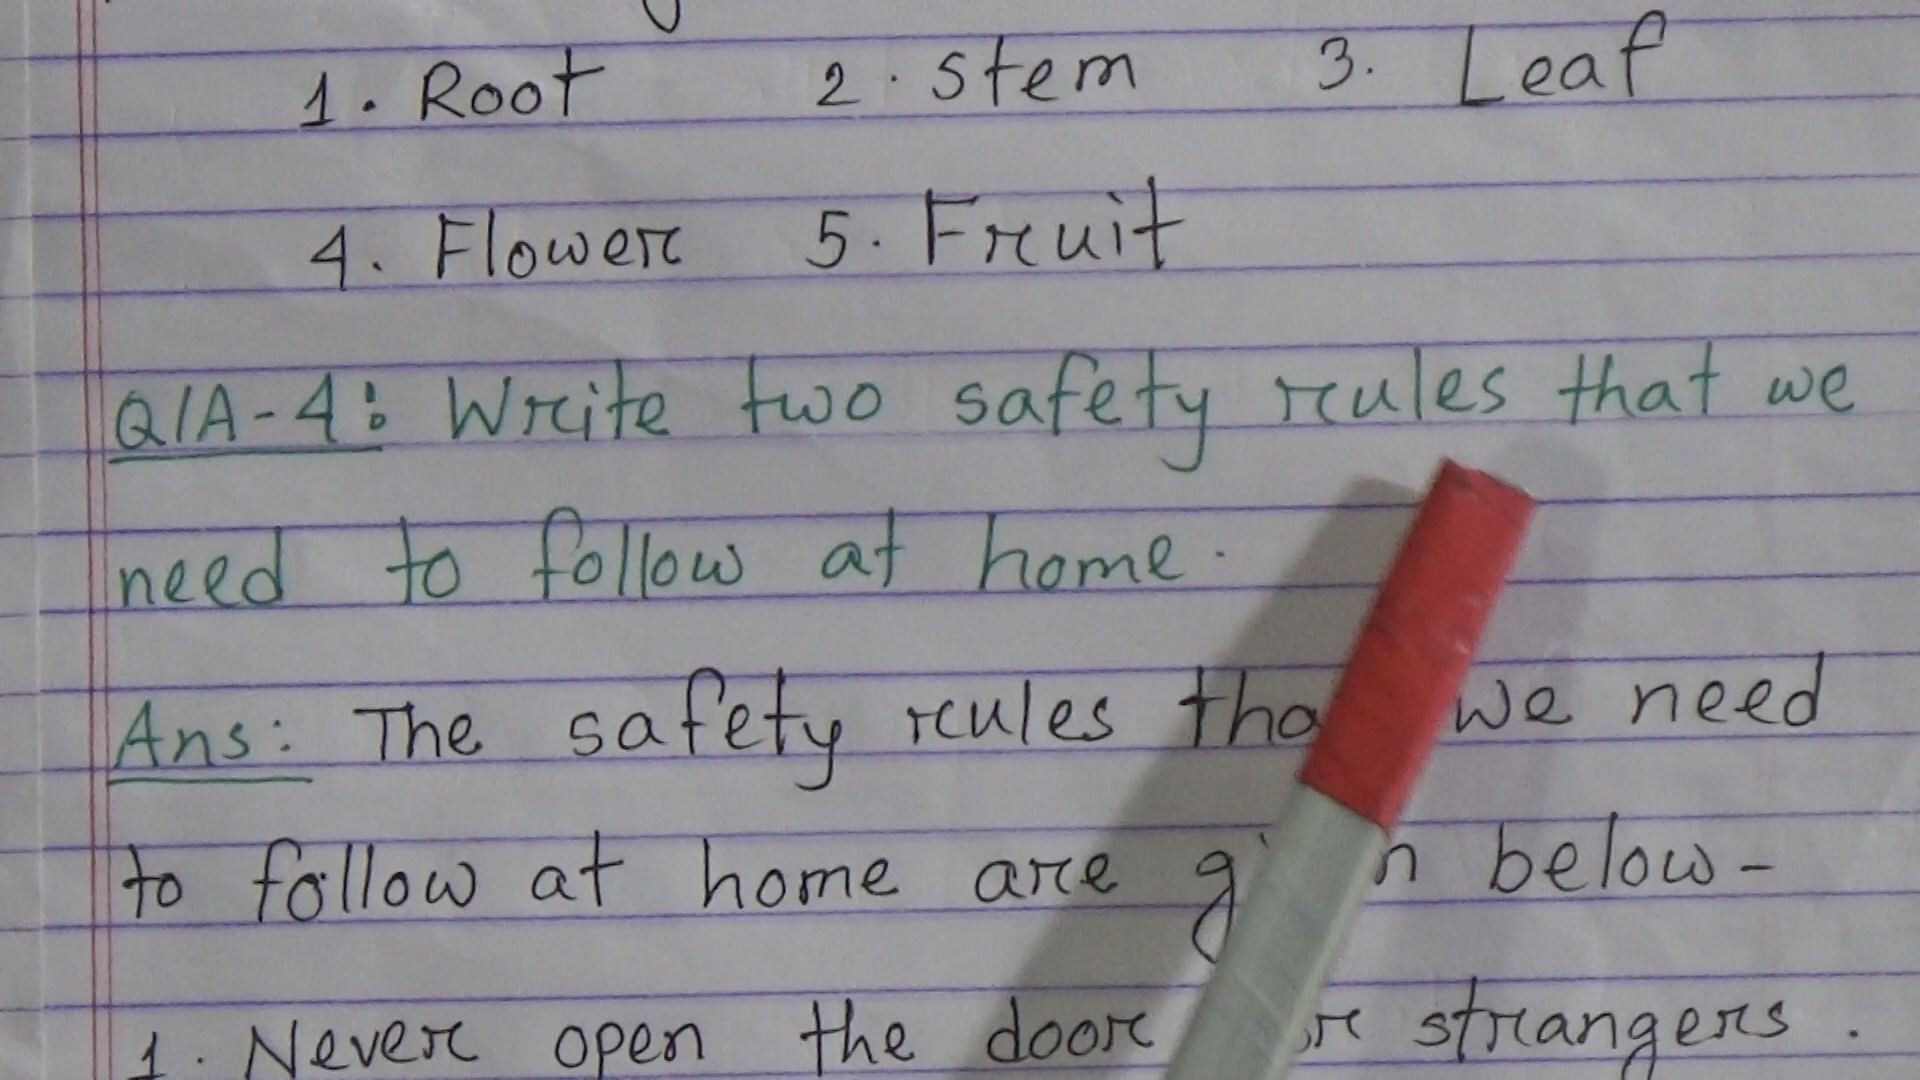 1. Root 2. Stem 3. Leaf
4. Flower 5. Fruit
Q/A-4: Write two safety rules that we
need to follow at home.
Ans: The safety rules we need
to follow at home are below-
1. Never open the door strangers.